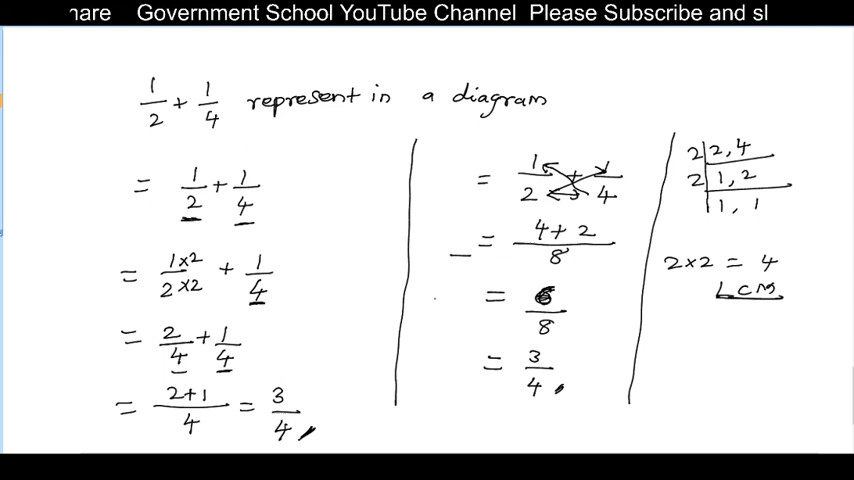 hare Government School YouTube Channel Please Subscribe and sl
1/2 + 1/4 represent in a diagram
= 1/2 + 1/4
= 1×2/2×2 + 1/4
= 2/4 + 1/4
= 2+1/4 = 3/4
= 1/2 + 1/4
= 4+2/8
= 6/8
= 3/4
2 | 2, 4
2 | 1, 2
| 1, 1
2×2 = 4
LCM